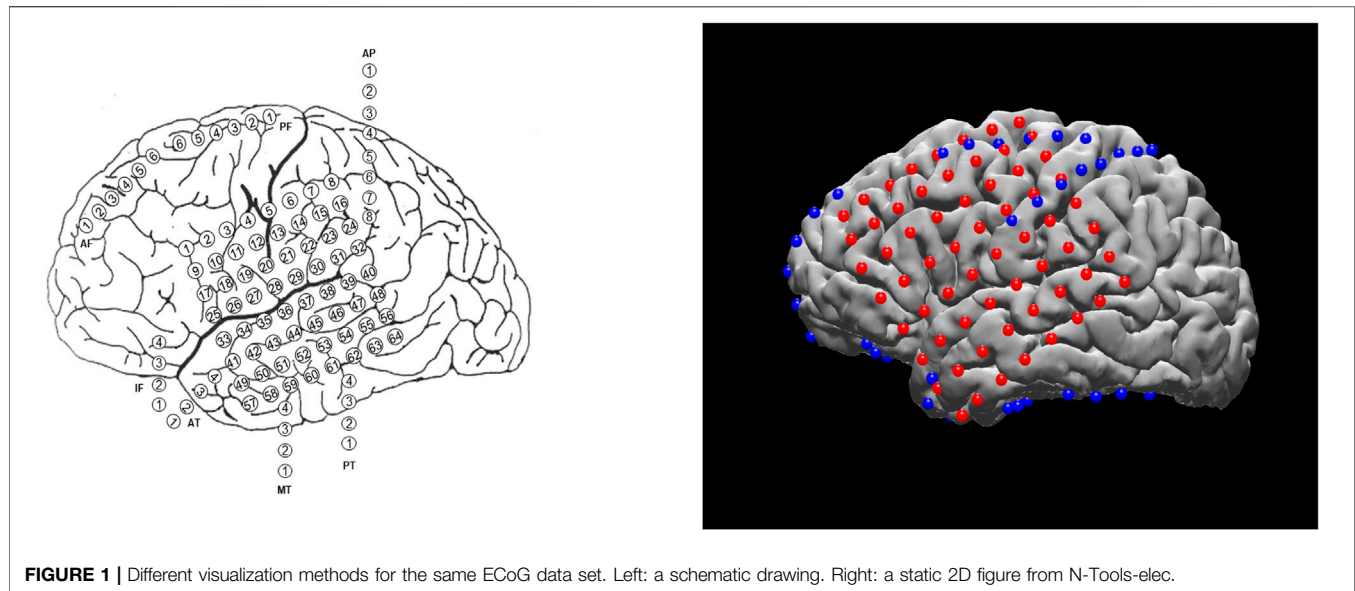 AP
1
2
3
4
5
6
7
8
6 5 4 3 2 1
PF
1 2 3 4 5 6
AF
1 2 3 4 5 6 7 8
9 10 11 12 13 14 15 16
17 18 19 20 21 22 23 24
25 26 27 28 29 30 31 32
33 34 35 36 37 38 39 40
41 42 43 44 45 46 47 48
49 50 51 52 53 54 55 56
57 58 59 60 61 62 63 64
4
3
2
1
IF
1 2 3 4
AT
4
3
2
1
MT
4
3
2
1
PT
FIGURE 1 | Different visualization methods for the same ECoG data set. Left: a schematic drawing. Right: a static 2D figure from N-Tools-elec.